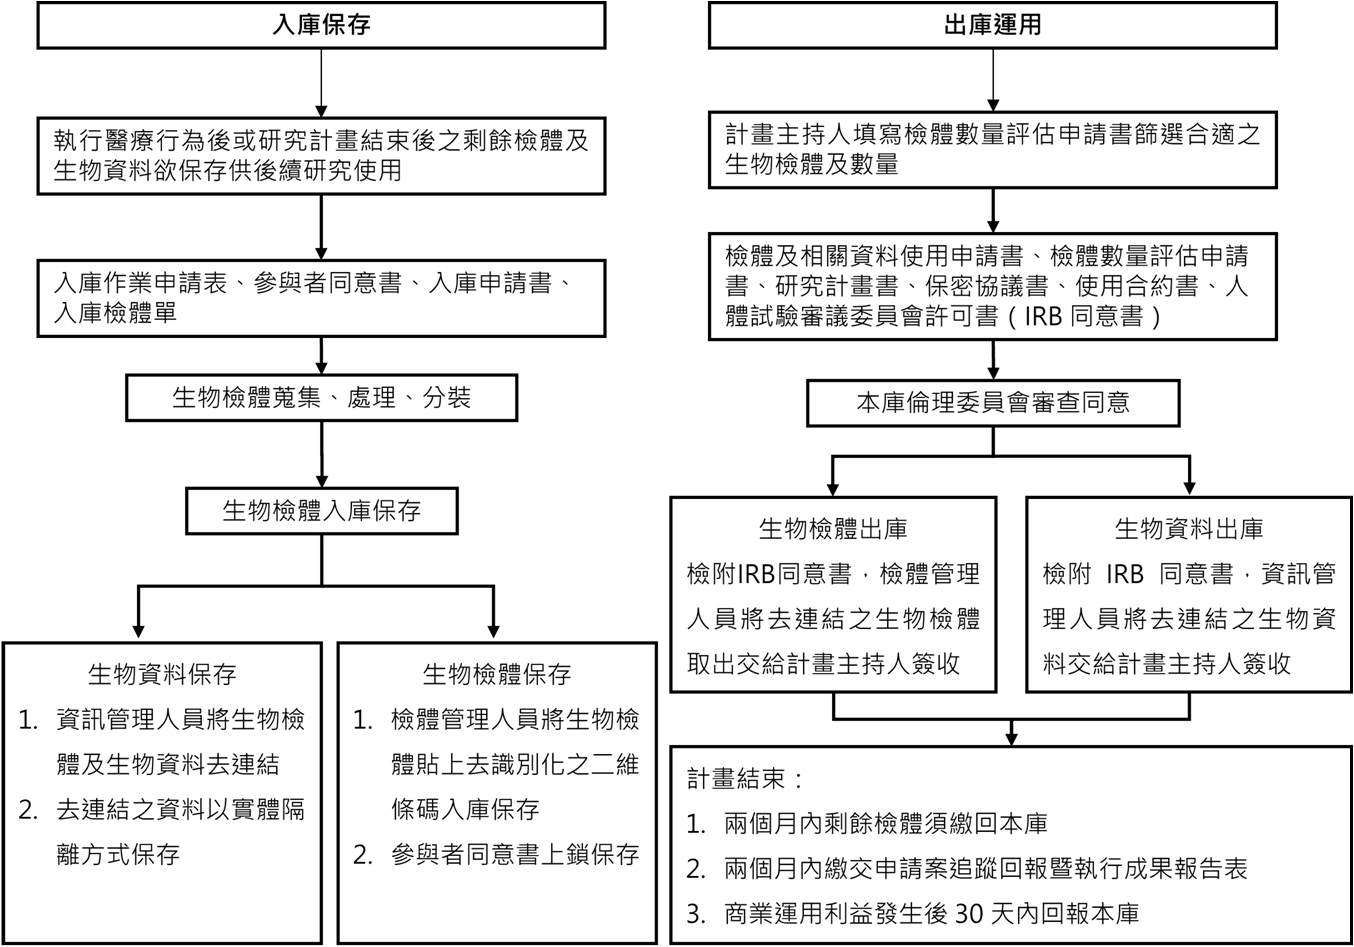 入庫保存
執行醫療行為後或研究計畫結束後之剩餘檢體及
生物資料欲保存供後續研究使用
入庫作業申請表、參與者同意書、入庫申請書、
入庫檢體單
生物檢體蒐集、處理、分裝
生物檢體入庫保存
生物資料保存
1. 資訊管理人員將生物檢
體及生物資料去連結
2. 去連結之資料以實體隔
離方式保存
生物檢體保存
1. 檢體管理人員將生物檢
體貼上去識別化之二維
條碼入庫保存
2. 參與者同意書上鎖保存
出庫運用
計畫主持人填寫檢體數量評估申請書篩選合適之
生物檢體及數量
檢體及相關資料使用申請書、檢體數量評估申請
書、研究計畫書、保密協議書、使用合約書、人
體試驗審議委員會許可書（IRB 同意書）
本庫倫理委員會審查同意
生物檢體出庫
檢附IRB同意書，檢體管理
人員將去連結之生物檢體
取出交給計畫主持人簽收
生物資料出庫
檢附 IRB 同意書，資訊管
理人員將去連結之生物資
料交給計畫主持人簽收
計畫結束：
1. 兩個月內剩餘檢體須繳回本庫
2. 兩個月內繳交申請案追蹤回報暨執行成果報告表
3. 商業運用利益發生後 30 天內回報本庫